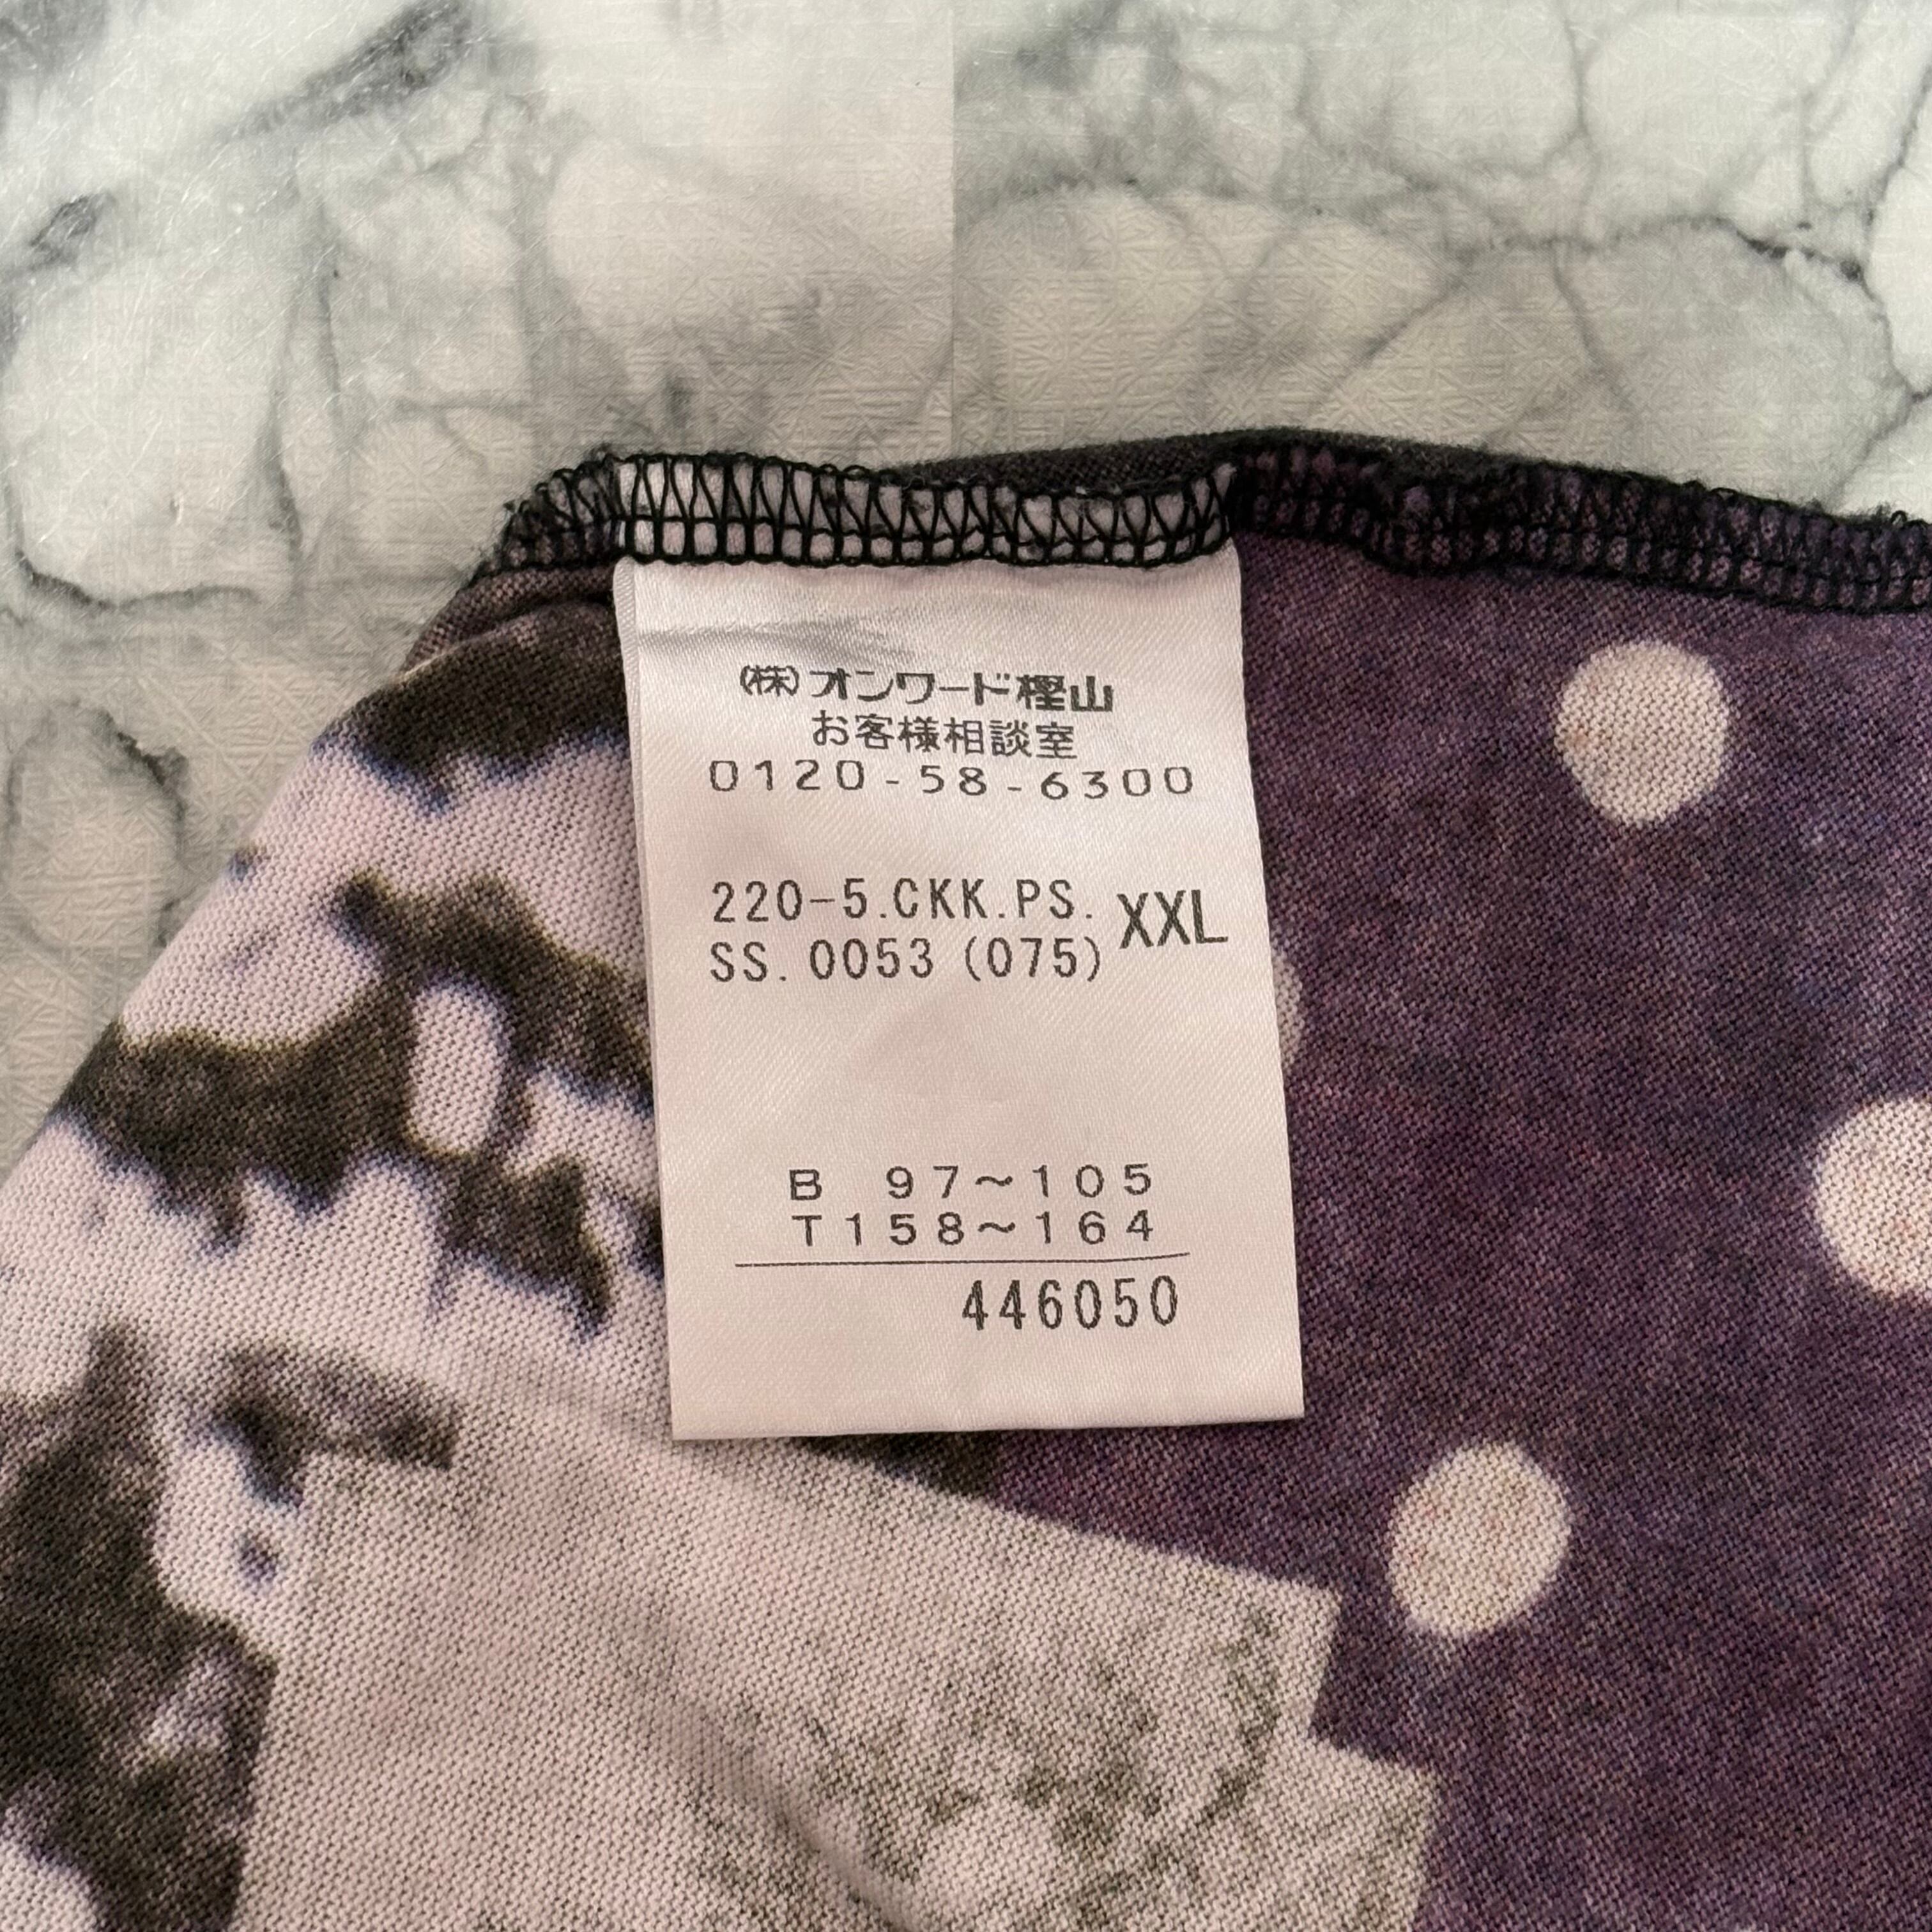 (株)オンワード樫山
お客様相談室
0120-58-6300
220-5.CKK.PS. XXL
SS.0053(075)
B 97～105
T158～164
446050